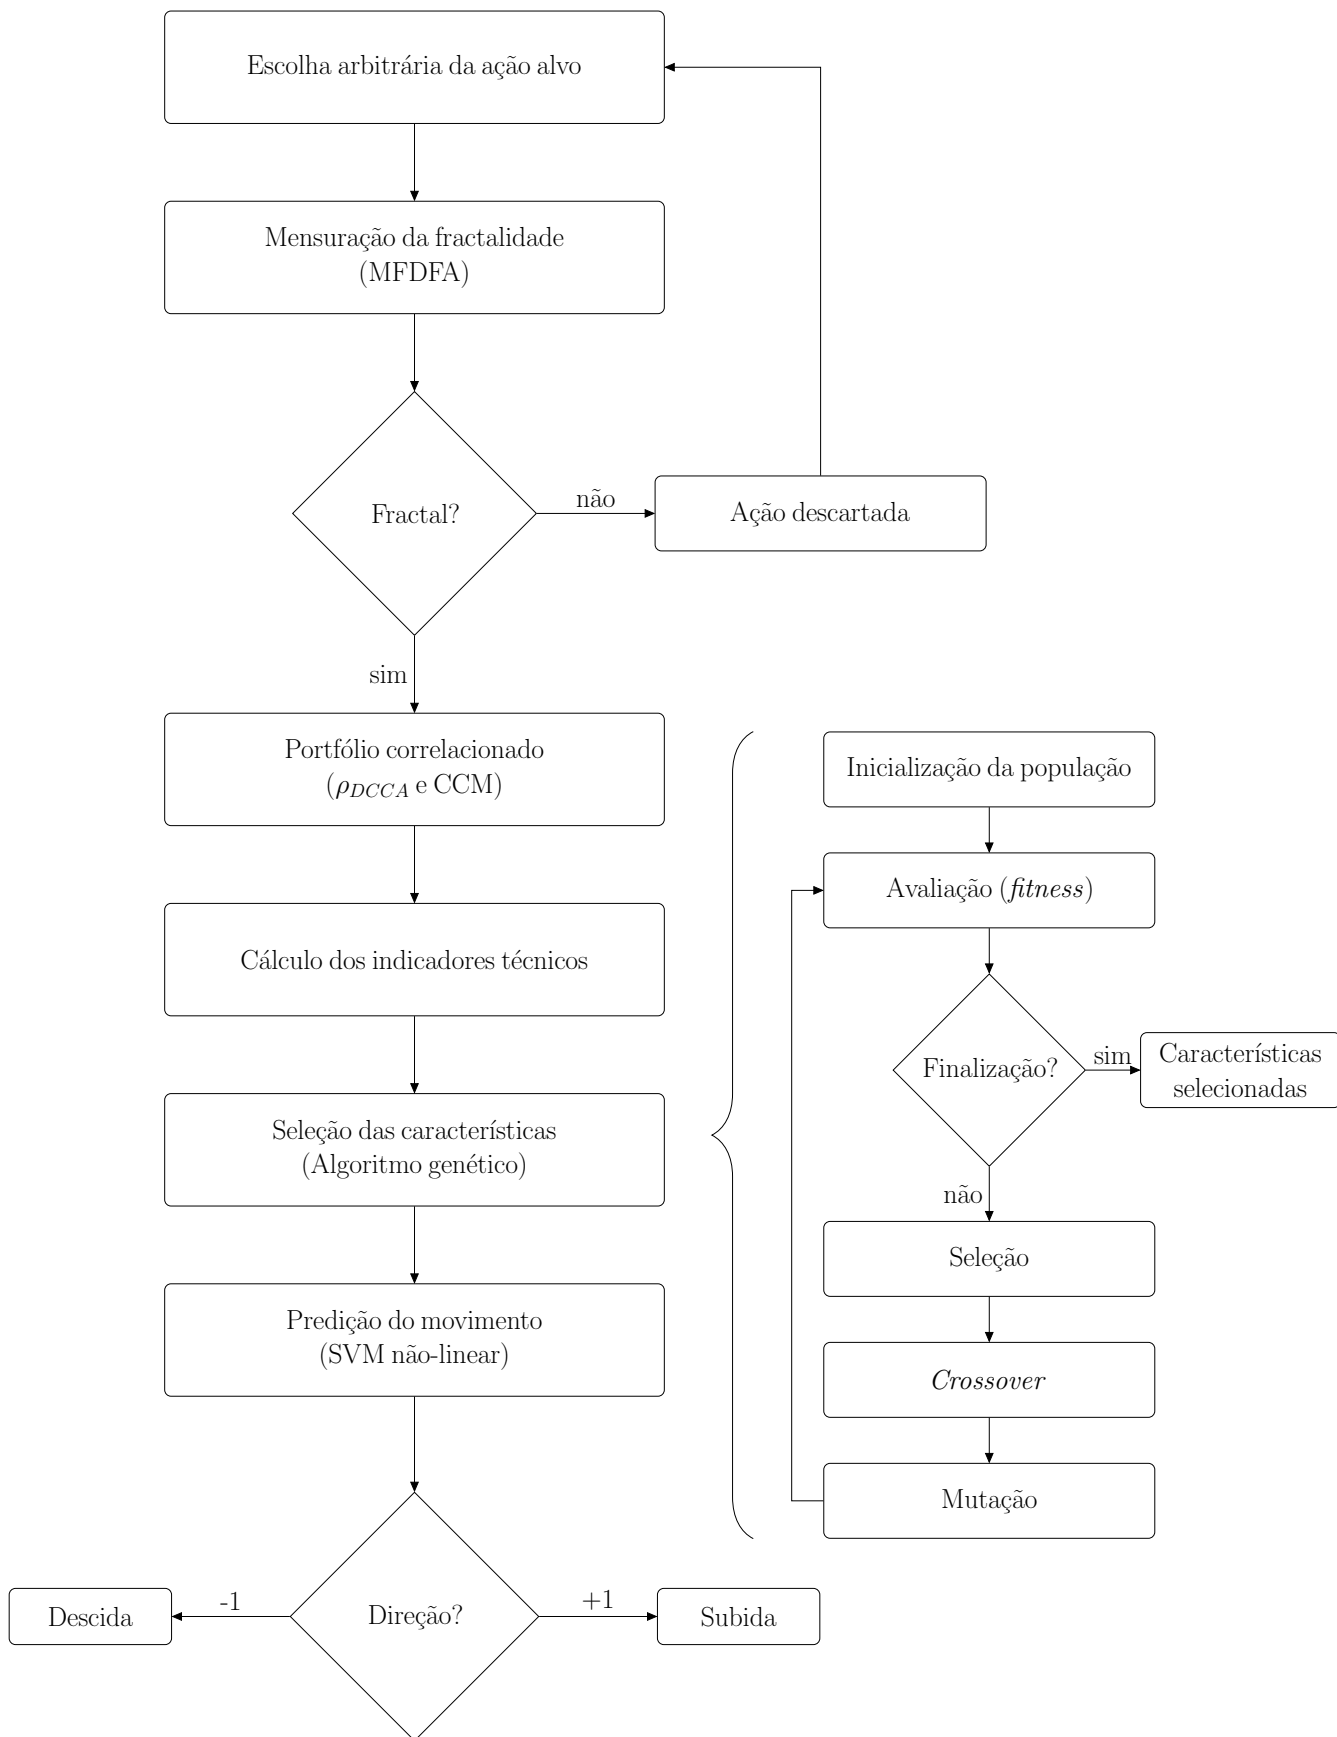 Escolha arbitrária da ação alvo
Mensuração da fractalidade
(MFDFA)
Fractal?
não
Ação descartada
sim
Portfólio correlacionado
(ρ_DCCA e CCM)
Cálculo dos indicadores técnicos
Seleção das características
(Algoritmo genético)
Predição do movimento
(SVM não-linear)
Direção?
-1
Descida
+1
Subida
Inicialização da população
Avaliação (fitness)
Finalização?
sim
Características
selecionadas
não
Seleção
Crossover
Mutação